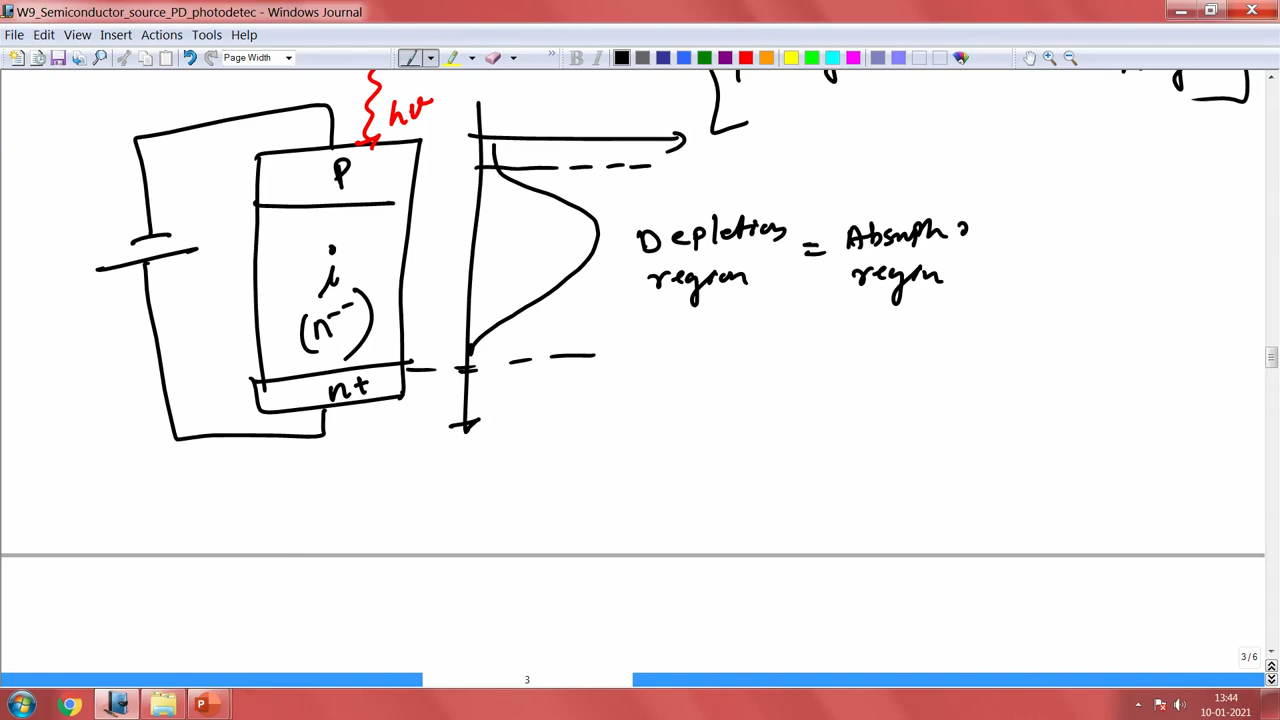 W9_Semiconductor_source_PD_photodetec - Windows Journal
File Edit View Insert Actions Tools Help
Page Width
hν
P
i
(n--)
n+
Depletion = Absorph
region region
3/6
3
13:44
10-01-2021